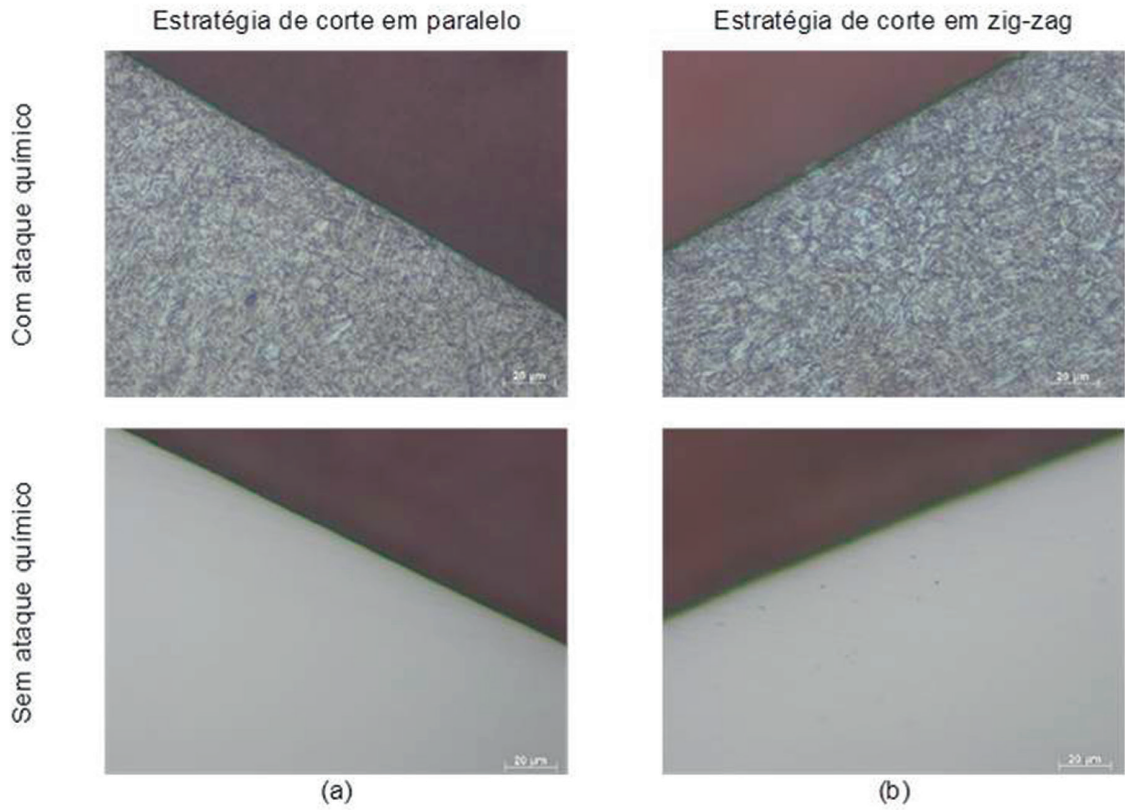 Estratégia de corte em paralelo
Estratégia de corte em zig-zag
Com ataque químico
20 µm
20 µm
Sem ataque químico
20 µm
20 µm
(a)
(b)